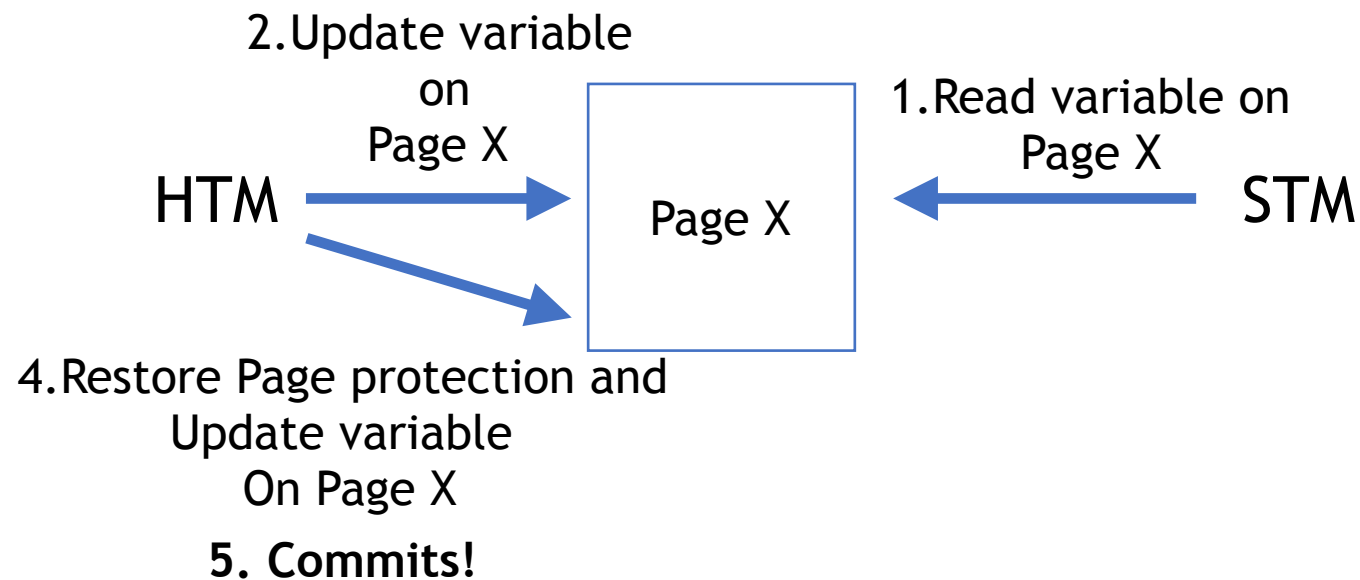 2.Update variable
on
Page X
1.Read variable on
Page X
HTM
Page X
STM
4.Restore Page protection and
Update variable
On Page X
5. Commits!